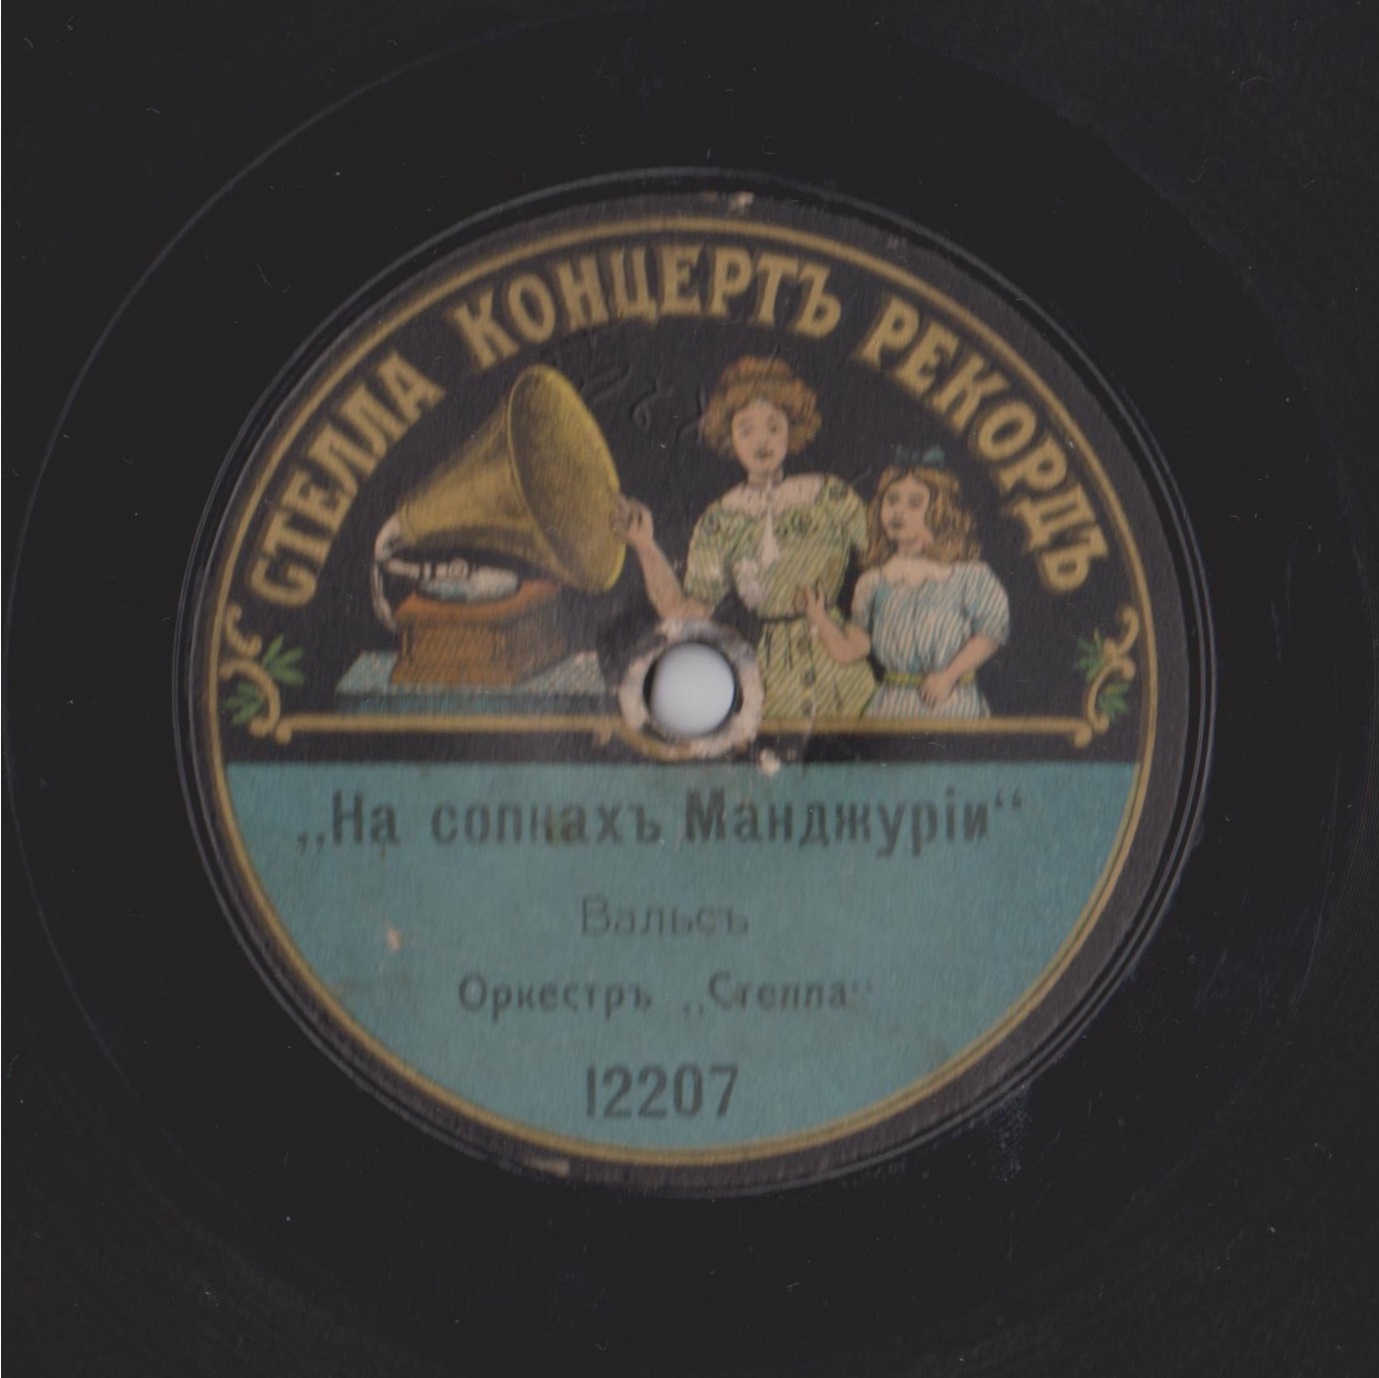 СТЕЛЛА КОНЦЕРТЪ РЕКОРДЪ
„На сопкахъ Манджуріи“
Вальсъ
Оркестръ „Стелла“
12207